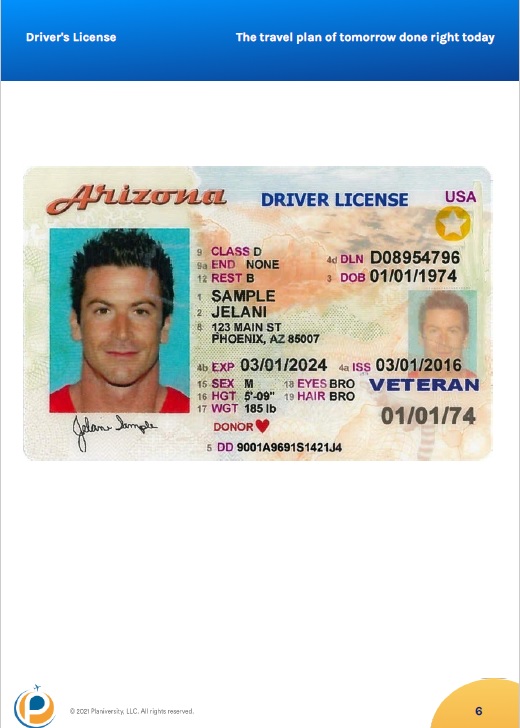 Driver's License
The travel plan of tomorrow done right today
Arizona
DRIVER LICENSE
USA
9 CLASS D
9a END NONE
12 REST B
4d DLN D08954796
3 DOB 01/01/1974
1 SAMPLE
2 JELANI
8 123 MAIN ST
PHOENIX, AZ 85007
4b EXP 03/01/2024
4a ISS 03/01/2016
15 SEX M
18 EYES BRO
16 HGT 5'-09"
19 HAIR BRO
17 WGT 185 lb
VETERAN
01/01/74
DONOR
Jelani Sample
5 DD 9001A9691S1421J4
© 2021 Planiversity, LLC. All rights reserved.
6